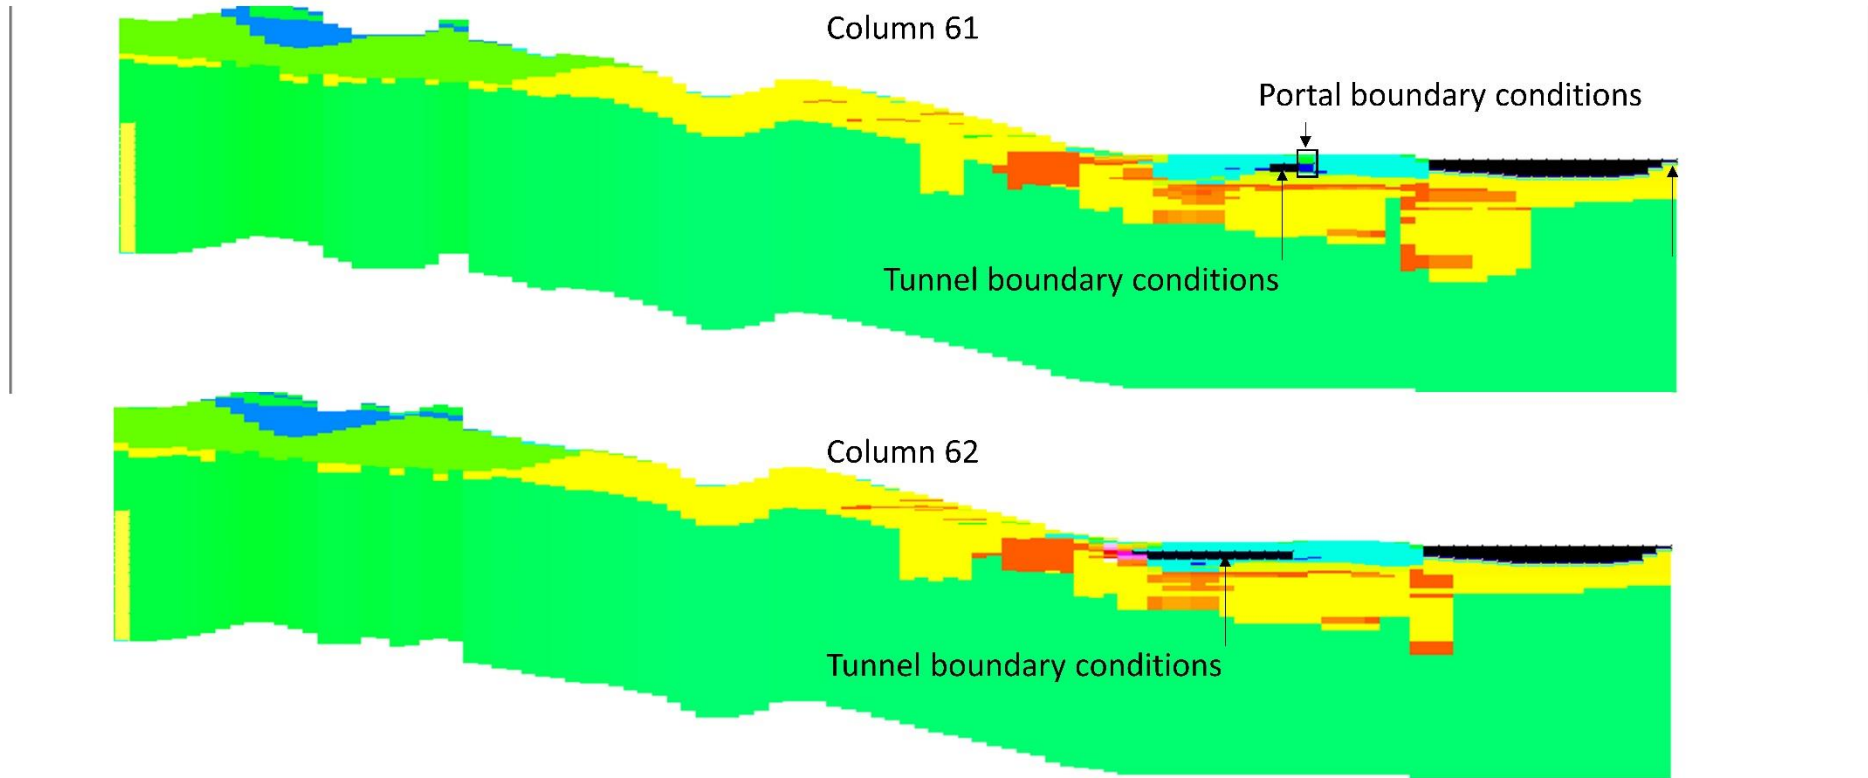 Column 61
Portal boundary conditions
Tunnel boundary conditions
Column 62
Tunnel boundary conditions